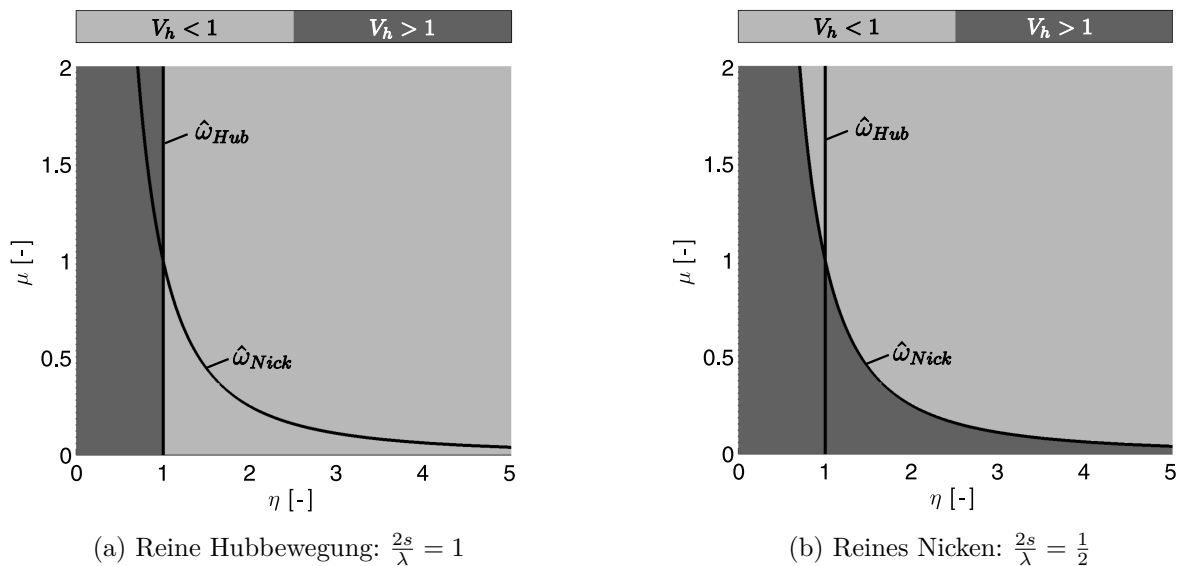 V_h < 1
V_h > 1
2
1.5
1
0.5
0
μ [-]
ω̂_Hub
ω̂_Nick
0 1 2 3 4 5
η [-]
(a) Reine Hubbewegung: 2s/λ = 1
V_h < 1
V_h > 1
2
1.5
1
0.5
0
μ [-]
ω̂_Hub
ω̂_Nick
0 1 2 3 4 5
η [-]
(b) Reines Nicken: 2s/λ = 1/2